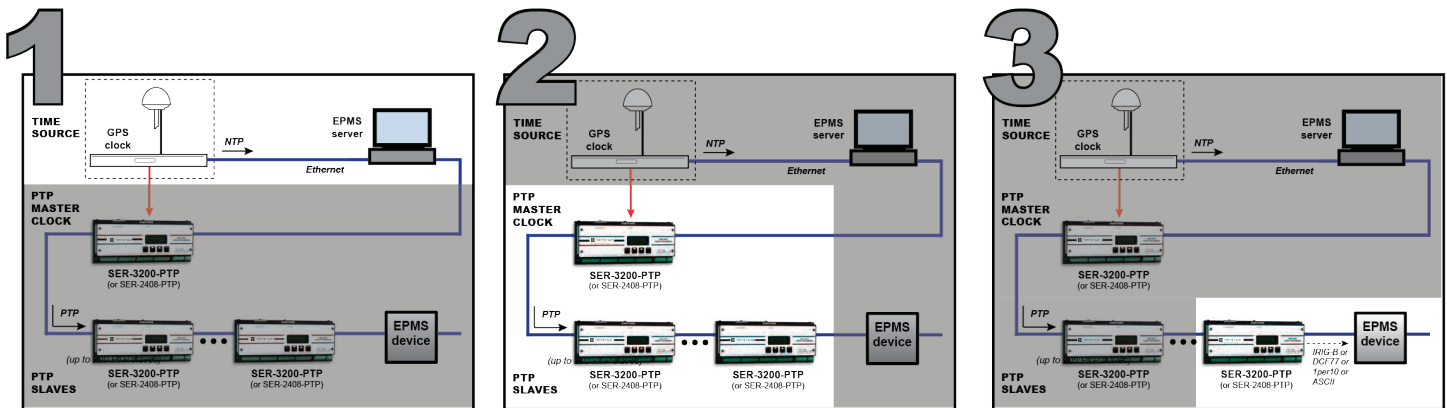 1
TIME
SOURCE
GPS
clock
NTP
Ethernet
EPMS
server
PTP
MASTER
CLOCK
SER-3200-PTP
(or SER-2408-PTP)
PTP
(up to
SER-3200-PTP
(or SER-2408-PTP)
SER-3200-PTP
(or SER-2408-PTP)
EPMS
device
PTP
SLAVES
2
TIME
SOURCE
GPS
clock
NTP
Ethernet
EPMS
server
PTP
MASTER
CLOCK
SER-3200-PTP
(or SER-2408-PTP)
PTP
(up to
SER-3200-PTP
(or SER-2408-PTP)
SER-3200-PTP
(or SER-2408-PTP)
EPMS
device
PTP
SLAVES
3
TIME
SOURCE
GPS
clock
NTP
Ethernet
EPMS
server
PTP
MASTER
CLOCK
SER-3200-PTP
(or SER-2408-PTP)
PTP
(up to
SER-3200-PTP
(or SER-2408-PTP)
SER-3200-PTP
(or SER-2408-PTP)
IRIG-B or
DCF77 or
1per10 or
ASCII
EPMS
device
PTP
SLAVES